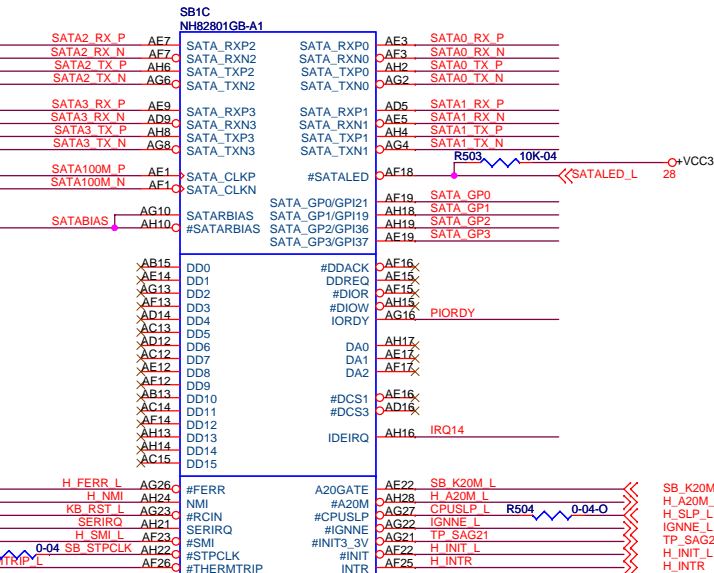 SB1C
NH82801GB-A1
SATA2_RX_P AE7 SATA_RXP2 SATA_RXP0 AE3 SATA0_RX_P
SATA2_RX_N AF7 SATA_RXN2 SATA_RXN0 AF3 SATA0_RX_N
SATA2_TX_P AH6 SATA_TXP2 SATA_TXP0 AH2 SATA0_TX_P
SATA2_TX_N AG6 SATA_TXN2 SATA_TXN0 AG2 SATA0_TX_N
SATA3_RX_P AE9 SATA_RXP3 SATA_RXP1 AD5 SATA1_RX_P
SATA3_RX_N AD9 SATA_RXN3 SATA_RXN1 AE5 SATA1_RX_N
SATA3_TX_P AH8 SATA_TXP3 SATA_TXP1 AH4 SATA1_TX_P
SATA3_TX_N AG8 SATA_TXN3 SATA_TXN1 AG4 SATA1_TX_N
R503 10K-04 +VCC3
SATA100M_P AE1 SATA_CLKP #SATALED AF18 SATALED_L 28
SATA100M_N AF1 SATA_CLKN
SATA_GP0/GPI21 AF19 SATA_GP0
AG10 SATARBIAS SATA_GP1/GPI19 AH18 SATA_GP1
SATABIAS AH10 #SATARBIAS SATA_GP2/GPI36 AH19 SATA_GP2
SATA_GP3/GPI37 AE19 SATA_GP3
AB15 DD0 #DDACK AF16
AE14 DD1 DDREQ AE15
AG13 DD2 #DIOR AF15
AF13 DD3 #DIOW AH15
AD14 DD4 IORDY AG16 PIORDY
AC13 DD5
AD12 DD6 DA0 AH17
AC12 DD7 DA1 AE17
AE12 DD8 DA2 AF17
AF12 DD9
AB13 DD10 #DCS1 AE16
AC14 DD11 #DCS3 AD16
AF14 DD12
AH13 DD13 IDEIRQ AH16 IRQ14
AH14 DD14
AC15 DD15
H_FERR_L AG26 #FERR A20GATE AE22 SB_K20M_L SB_K20M
H_NMI AH24 NMI #A20M AH28 H_A20M_L H_A20M_
KB_RST_L AG23 #RCIN #CPUSLP AG27 CPUSLP_L R504 0-04-O H_SLP_L
SERIRQ AH21 SERIRQ #IGNNE AG22 IGNNE_L IGNNE_L
H_SMI_L AF23 #SMI #INIT3_3V AG21 TP_SAG21 TP_SAG2
0-04 SB_STPCLK AH22 #STPCLK #INIT AF22 H_INIT_L H_INIT_L
MTRIP_L AF26 #THERMTRIP INTR AF25 H_INTR H_INTR